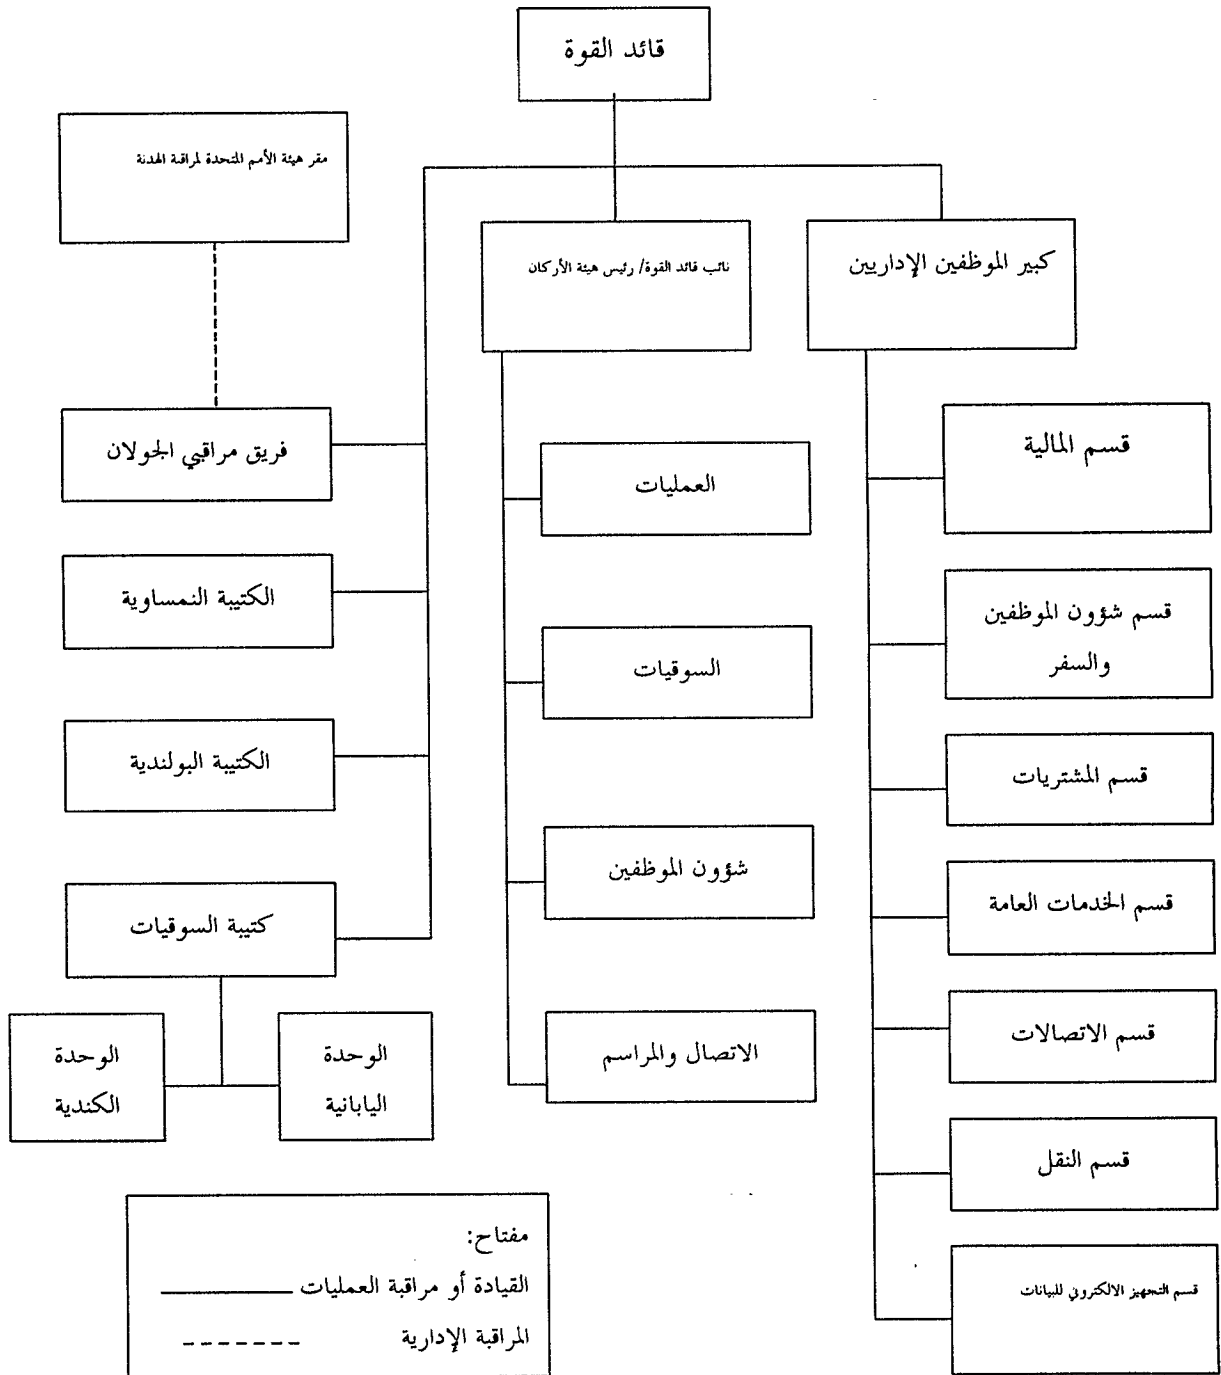 قائد القوة
مقر هيئة الأمم المتحدة لمراقبة الهدنة
كبير الموظفين الإداريين
نائب قائد القوة/ رئيس هيئة الأركان
قسم المالية
قسم شؤون الموظفين
والسفر
قسم المشتريات
قسم الخدمات العامة
قسم الاتصالات
قسم النقل
قسم التجهيز الالكتروني للبيانات
العمليات
السوقيات
شؤون الموظفين
الاتصال والمراسم
فريق مراقبي الجولان
الكتيبة النمساوية
الكتيبة البولندية
كتيبة السوقيات
الوحدة
اليابانية
الوحدة
الكندية
مفتاح:
القيادة أو مراقبة العمليات
المراقبة الإدارية